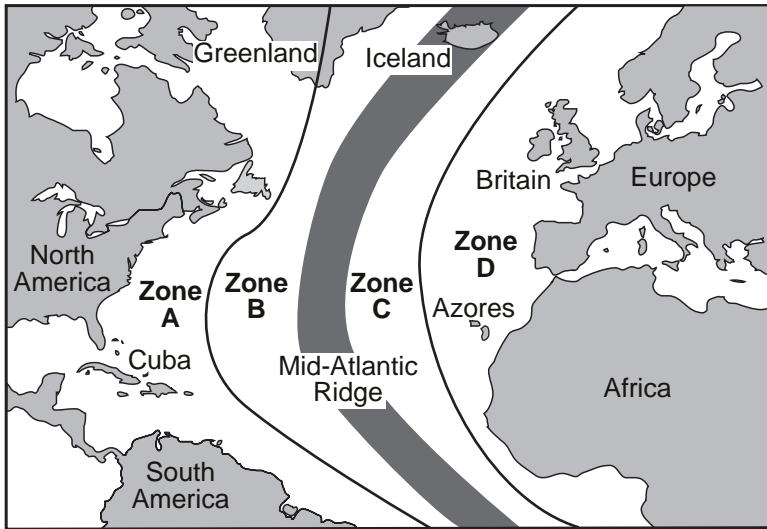 Greenland
Iceland
Britain
Europe
North
America
Zone
A
Zone
B
Zone
C
Zone
D
Azores
Cuba
Mid-Atlantic
Ridge
Africa
South
America